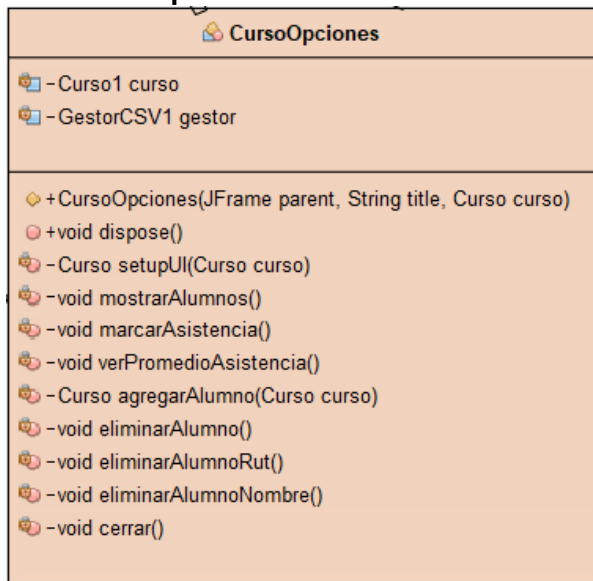 CursoOpciones
-Curso1 curso
-GestorCSV1 gestor
+CursoOpciones(JFrame parent, String title, Curso curso)
+void dispose()
-Curso setupUI(Curso curso)
-void mostrarAlumnos()
-void marcarAsistencia()
-void verPromedioAsistencia()
-Curso agregarAlumno(Curso curso)
-void eliminarAlumno()
-void eliminarAlumnoRut()
-void eliminarAlumnoNombre()
-void cerrar()